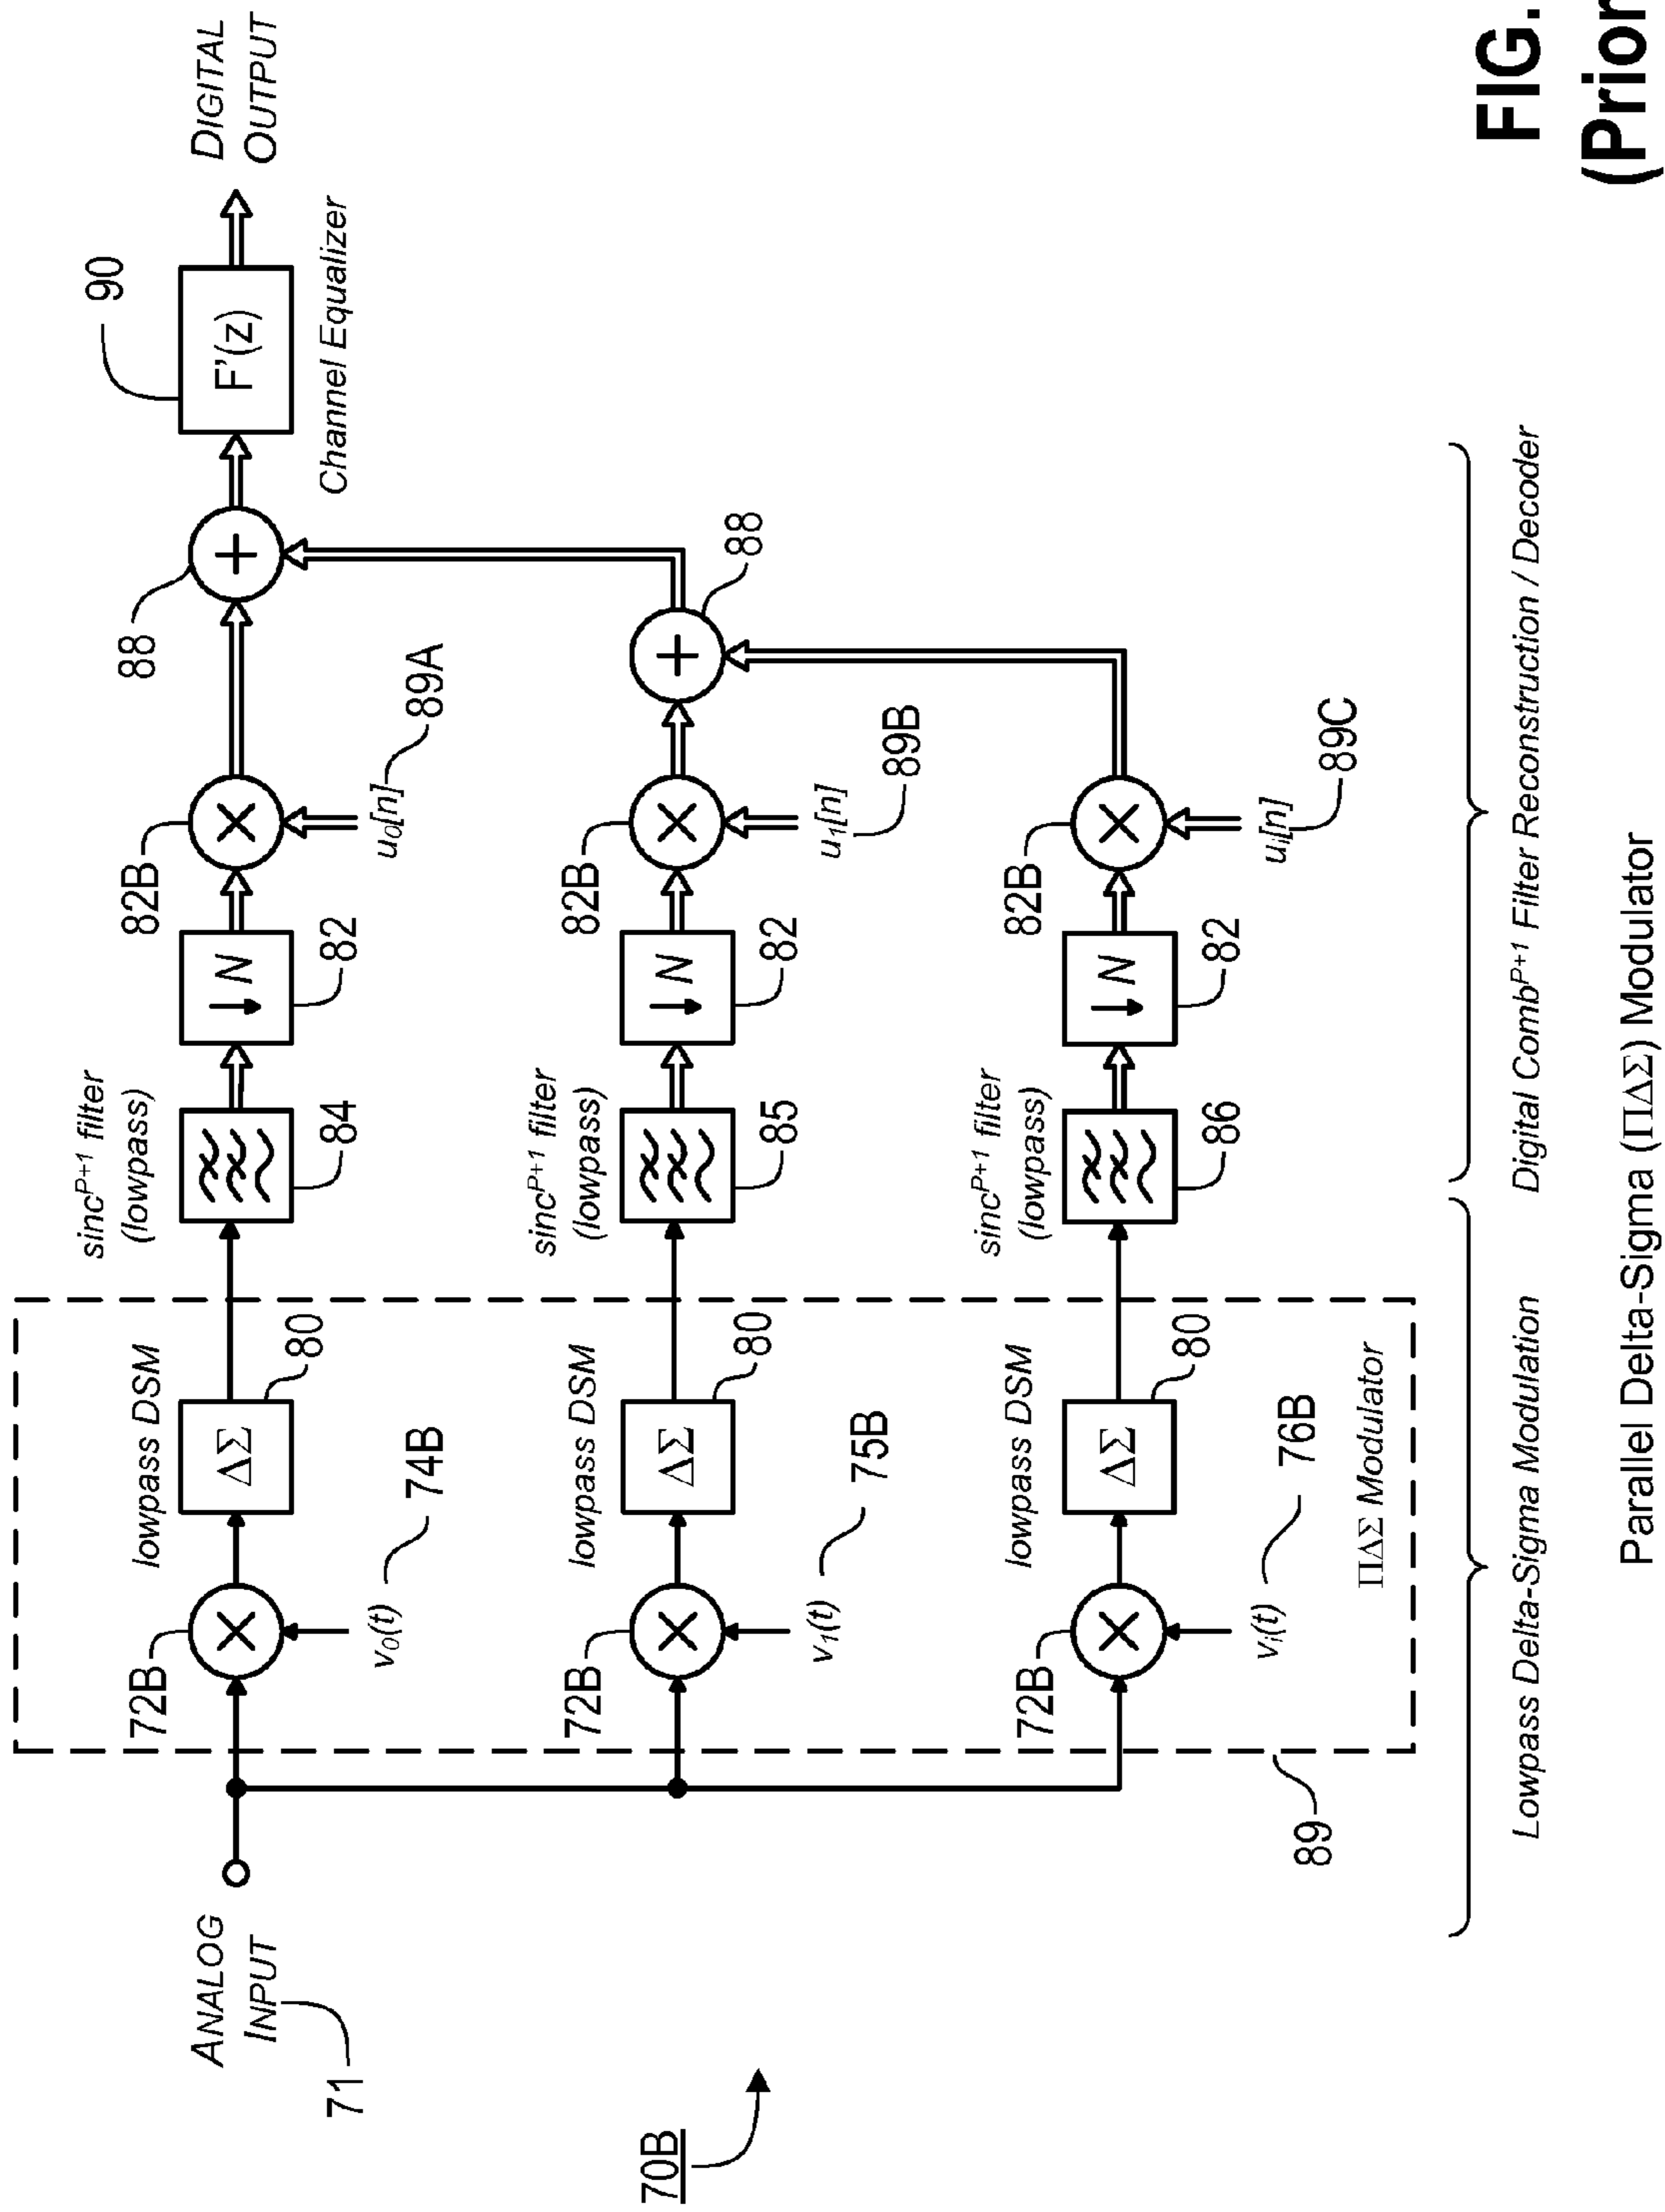 ANALOG
INPUT
71
70B
72B
v0(t)
74B
lowpass DSM
ΔΣ
80
sincP+1 filter
(lowpass)
84
↓ N
82
82B
×
u0[n]
89A
88
+
90
F'(z)
Channel Equalizer
DIGITAL
OUTPUT
72B
×
v1(t)
75B
lowpass DSM
ΔΣ
80
sincP+1 filter
(lowpass)
85
↓ N
82
82B
×
u1[n]
89B
88
+
72B
×
vi(t)
76B
lowpass DSM
ΔΣ
80
sincP+1 filter
(lowpass)
86
↓ N
82
82B
×
ui[n]
89C
89
ΠΔΣ Modulator
Lowpass Delta-Sigma Modulation
Digital CombP+1 Filter Reconstruction / Decoder
Parallel Delta-Sigma (ΠΔΣ) Modulator
FIG.
(Prior